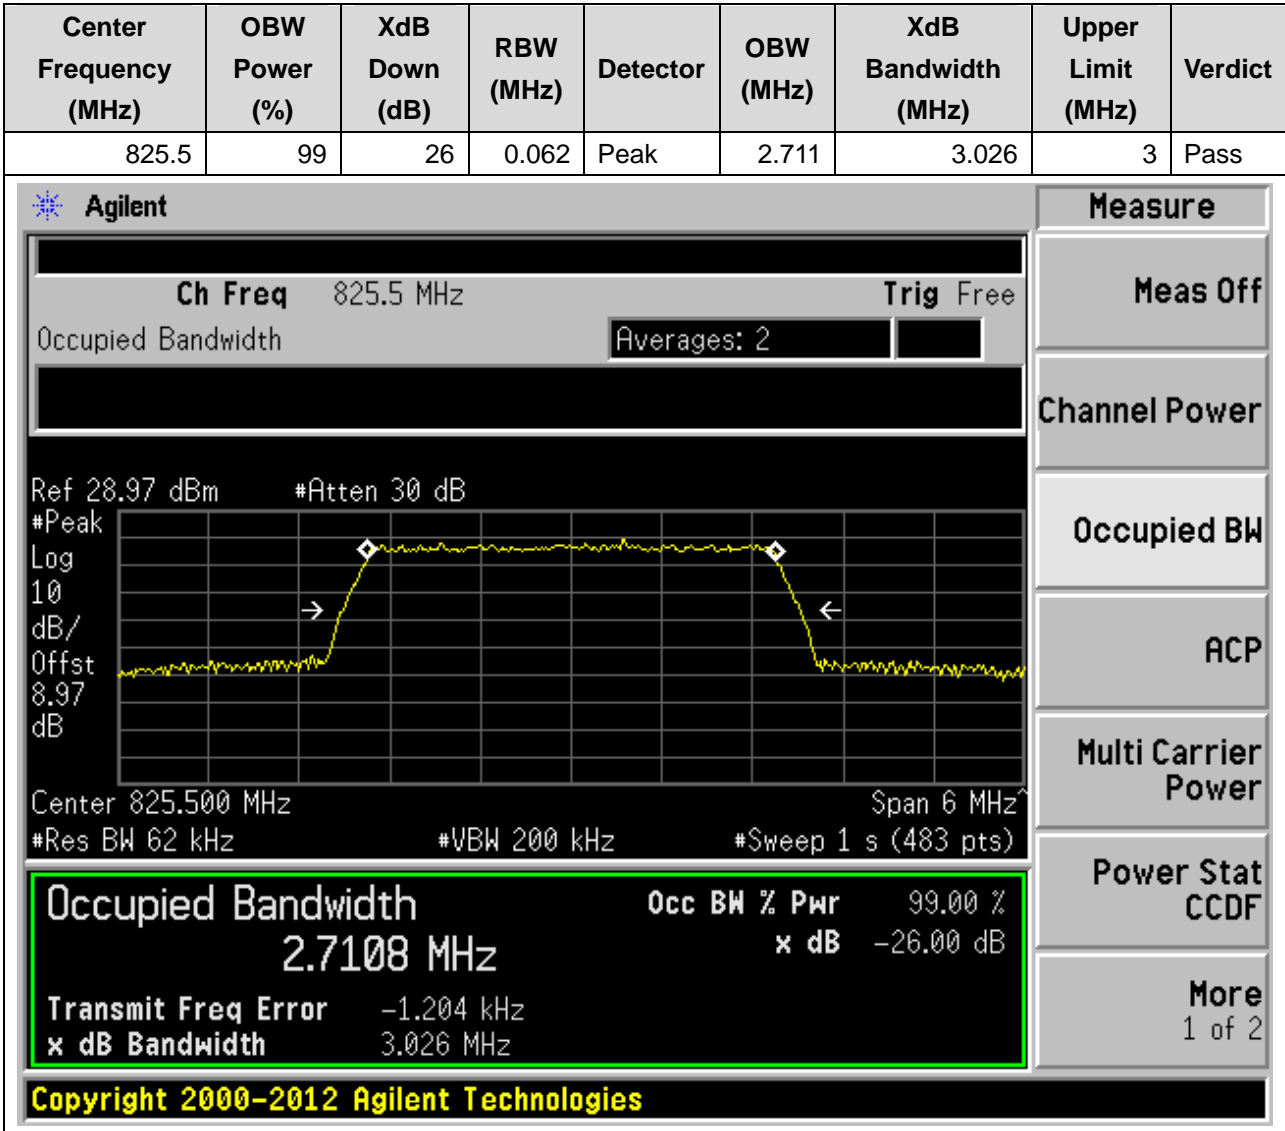 Center Frequency (MHz) OBW Power (%) XdB Down (dB) RBW (MHz) Detector OBW (MHz) XdB Bandwidth (MHz) Upper Limit (MHz) Verdict
825.5 99 26 0.062 Peak 2.711 3.026 3 Pass
Agilent
Measure
Ch Freq 825.5 MHz Trig Free
Occupied Bandwidth Averages: 2
Meas Off
Channel Power
Occupied BW
ACP
Multi Carrier
Power
Power Stat
CCDF
More
1 of 2
Ref 28.97 dBm #Atten 30 dB
#Peak
Log
10
dB/
Offst
8.97
dB
Center 825.500 MHz Span 6 MHz^
#Res BW 62 kHz #VBW 200 kHz #Sweep 1 s (483 pts)
Occupied Bandwidth Occ BW % Pwr 99.00 %
2.7108 MHz x dB -26.00 dB
Transmit Freq Error -1.204 kHz
x dB Bandwidth 3.026 MHz
Copyright 2000-2012 Agilent Technologies